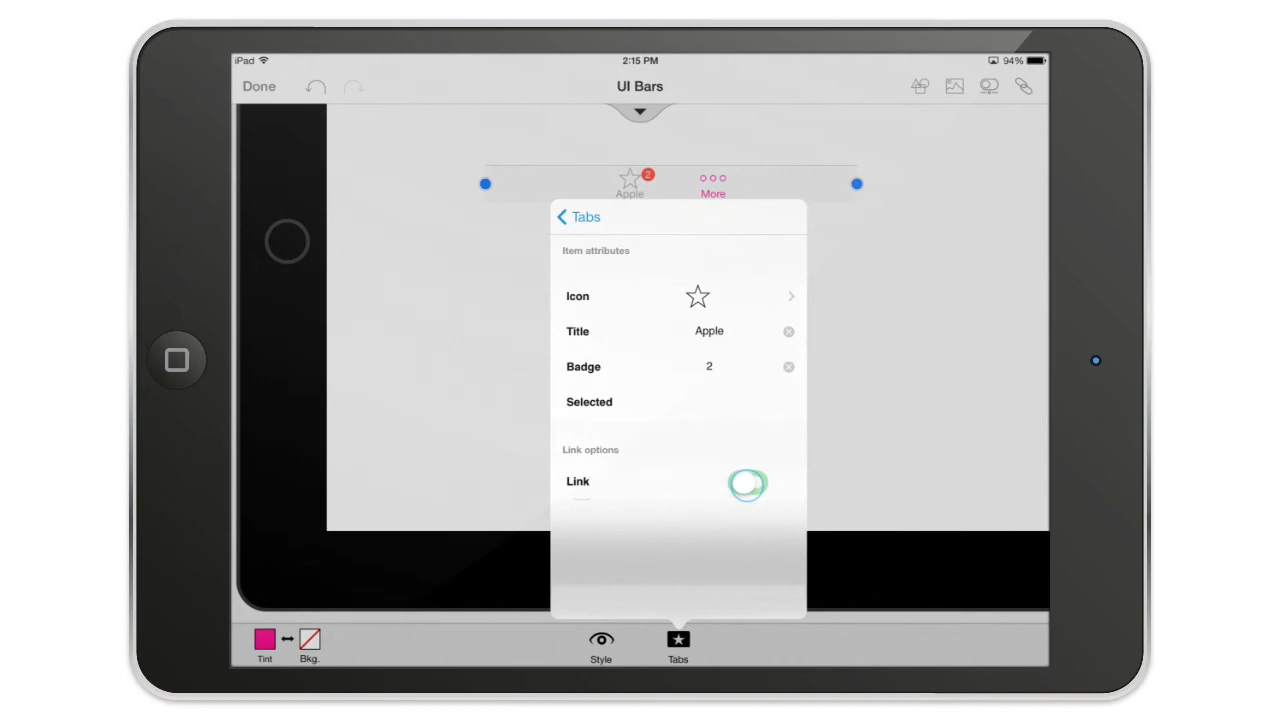 iPad 2:15 PM 94%
Done UI Bars
2
Apple More
Tabs
Item attributes
Icon
Title Apple
Badge 2
Selected
Link options
Link
Tint Bkg. Style Tabs